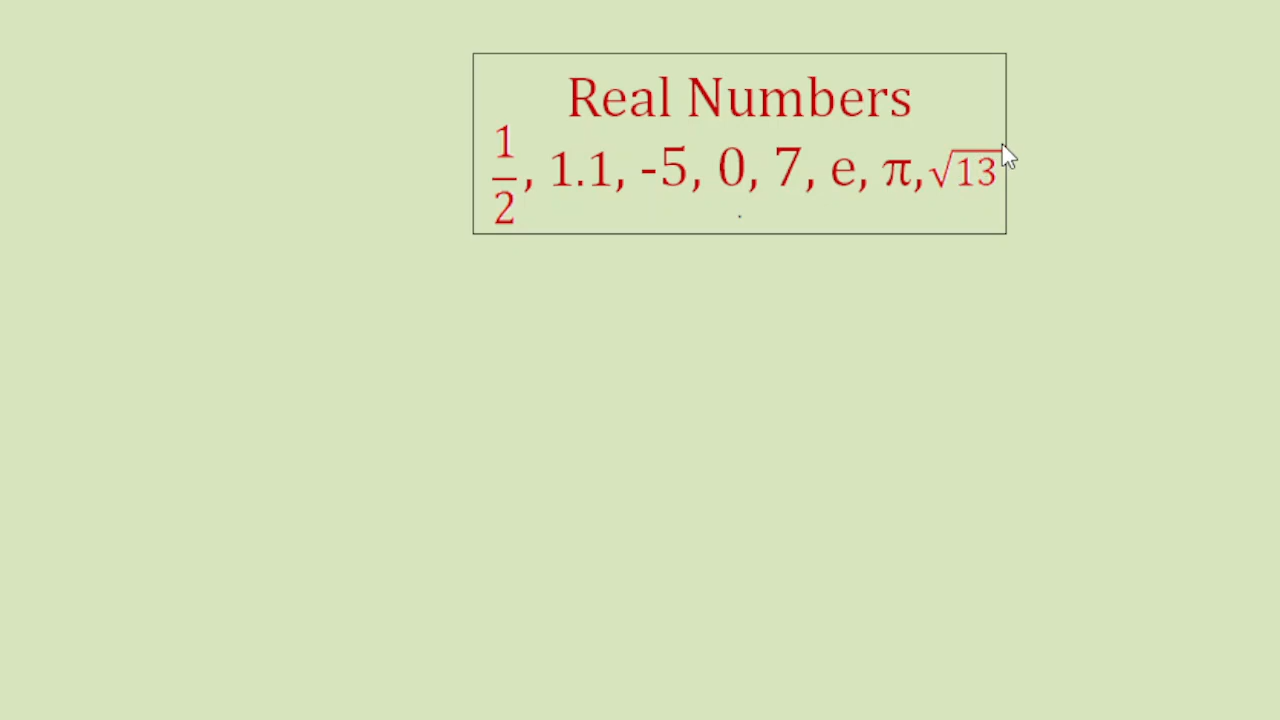 Real Numbers
1/2, 1.1, -5, 0, 7, e, π,√13